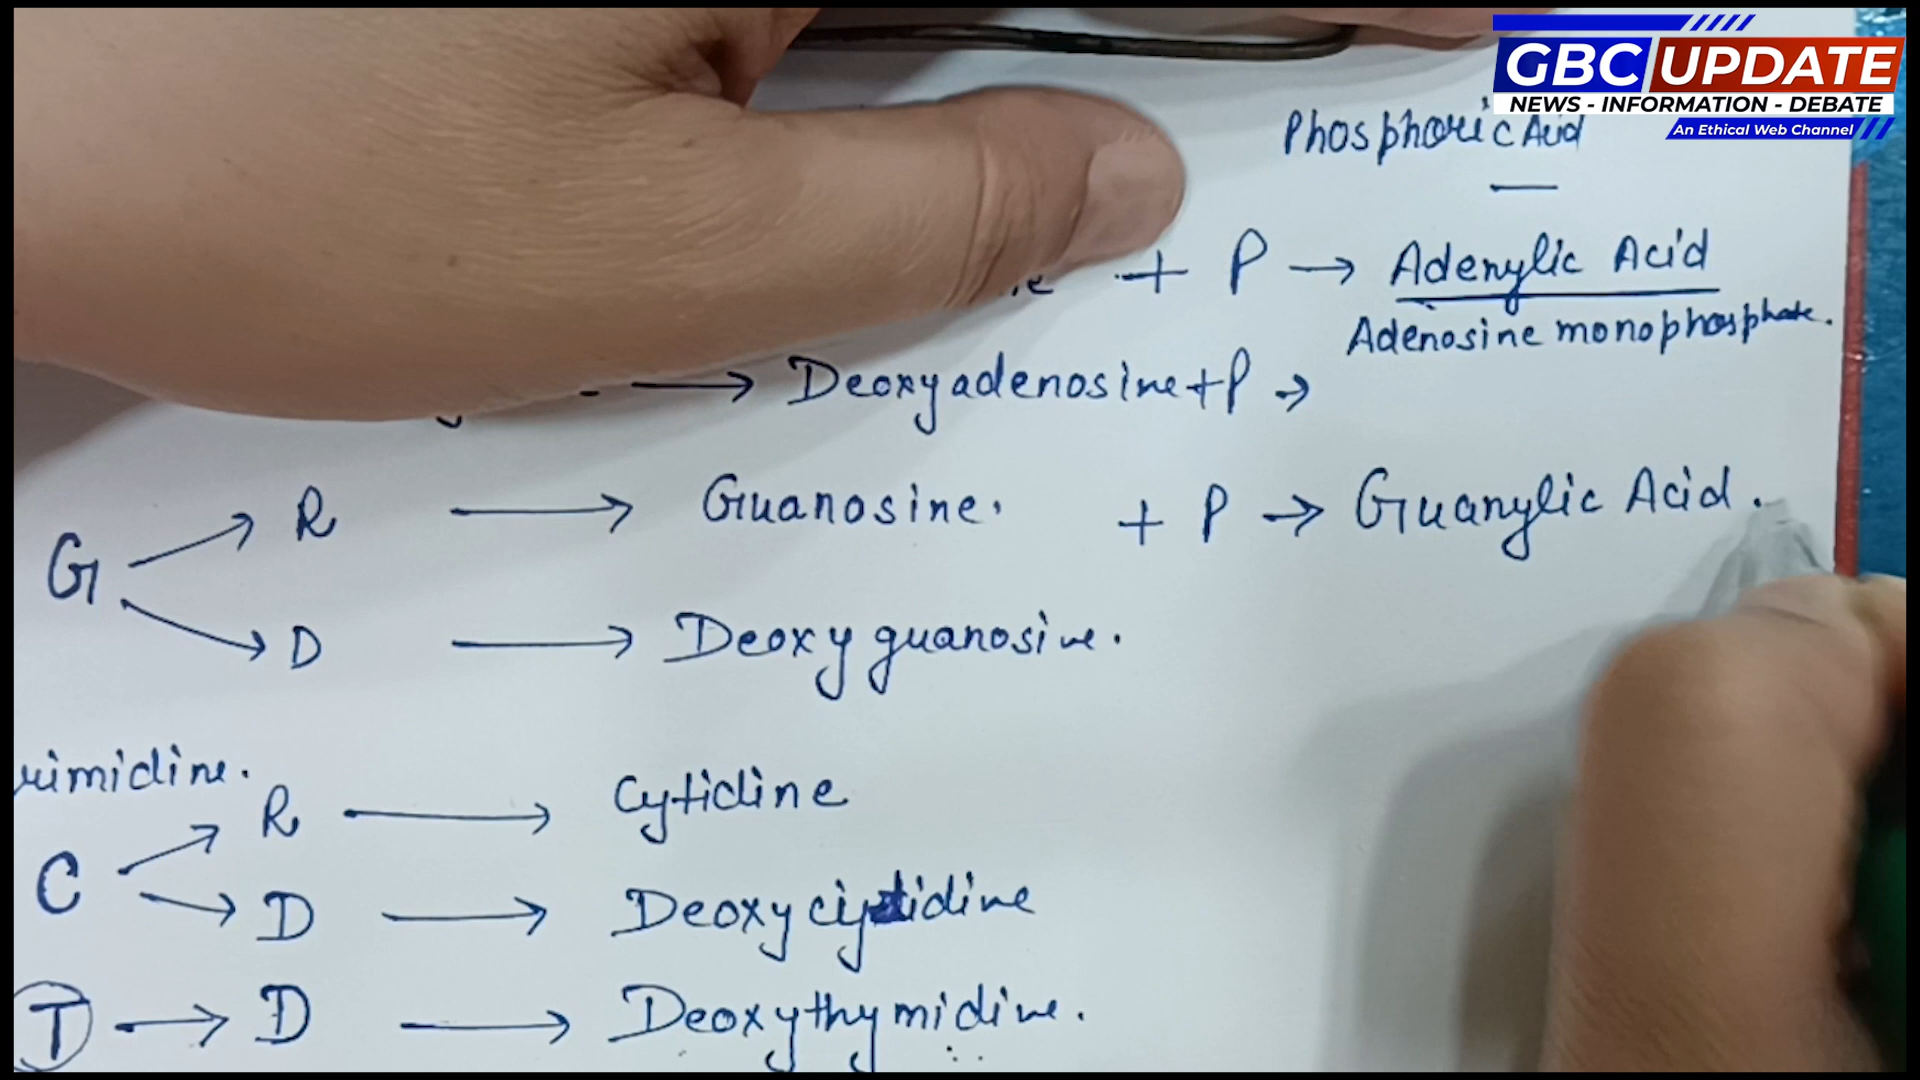 GBC UPDATE
NEWS - INFORMATION - DEBATE
An Ethical Web Channel
Phosphoric Acid
+ P → Adenylic Acid
Adenosine monophosphate.
→ Deoxyadenosine + P →
G → R → Guanosine. + P → Guanylic Acid.
→ D → Deoxyguanosine.
C → R → Cytidine
→ D → Deoxycytidine
T → D → Deoxythymidine.